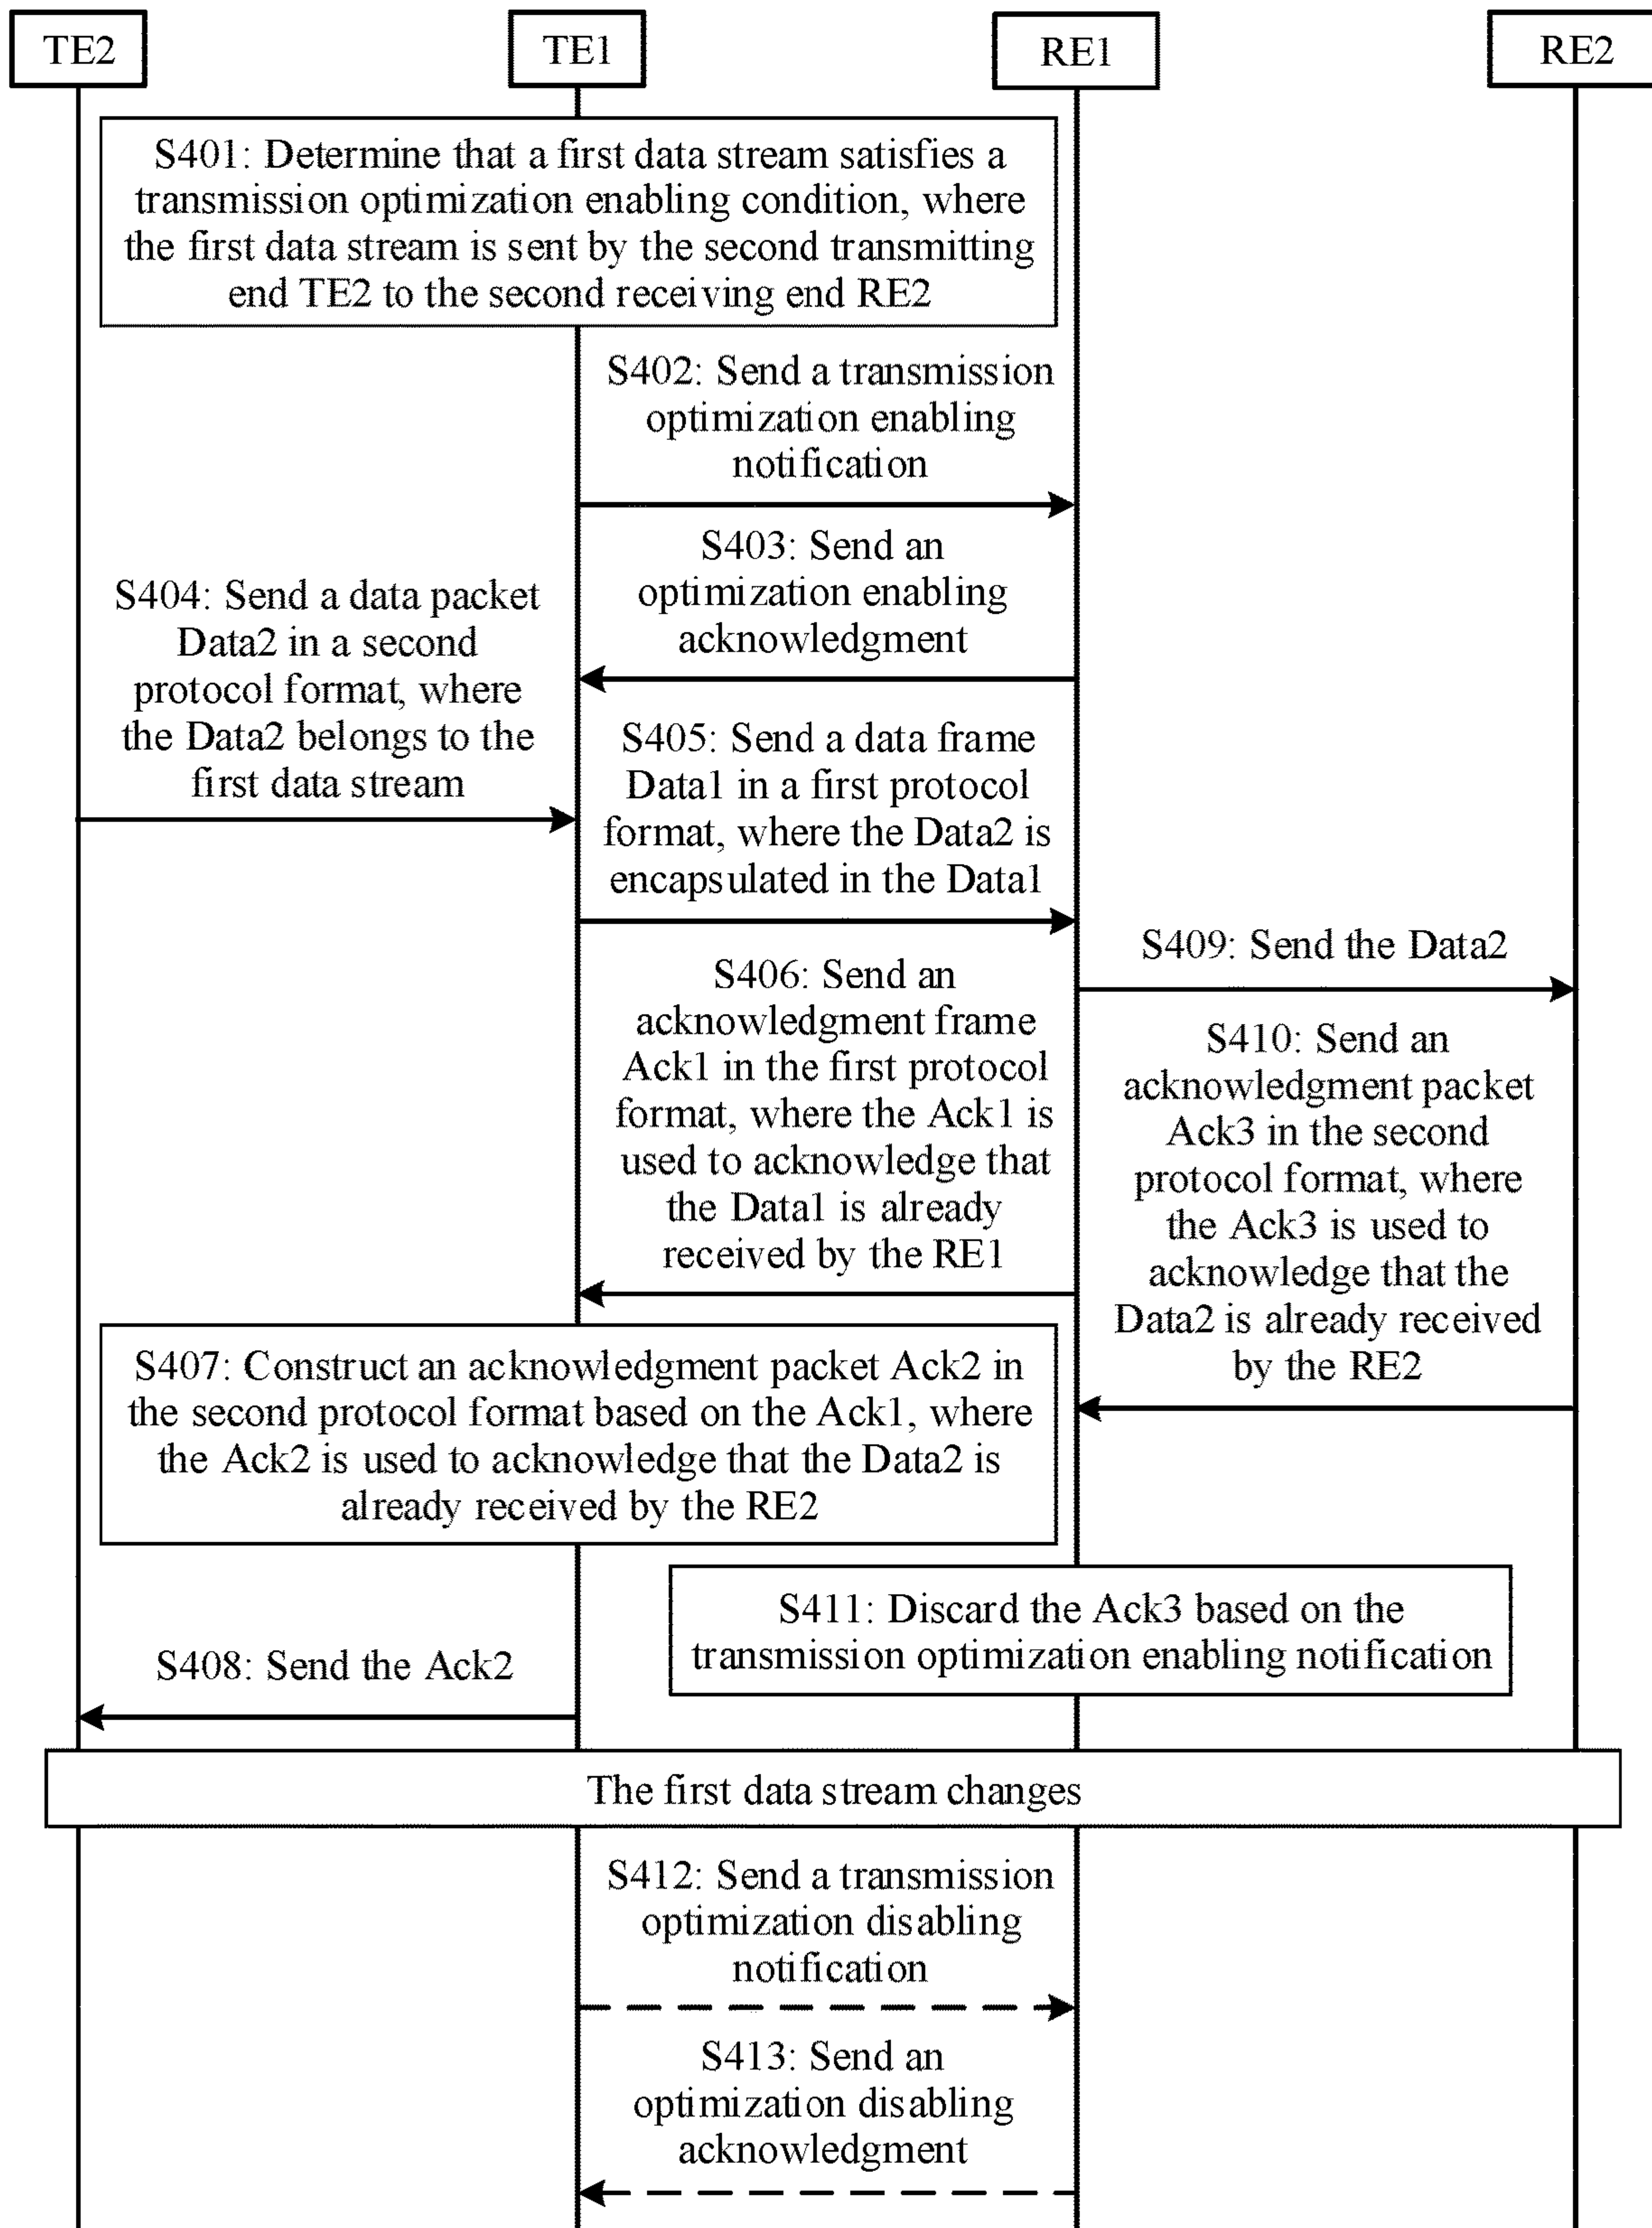 TE2
TE1
RE1
RE2
S401: Determine that a first data stream satisfies a
transmission optimization enabling condition, where
the first data stream is sent by the second transmitting
end TE2 to the second receiving end RE2
S402: Send a transmission
optimization enabling
notification
S403: Send an
optimization enabling
acknowledgment
S404: Send a data packet
Data2 in a second
protocol format, where
the Data2 belongs to the
first data stream
S405: Send a data frame
Data1 in a first protocol
format, where the Data2 is
encapsulated in the Data1
S409: Send the Data2
S406: Send an
acknowledgment frame
Ack1 in the first protocol
format, where the Ack1 is
used to acknowledge that
the Data1 is already
received by the RE1
S410: Send an
acknowledgment packet
Ack3 in the second
protocol format, where
the Ack3 is used to
acknowledge that the
Data2 is already received
by the RE2
S407: Construct an acknowledgment packet Ack2 in
the second protocol format based on the Ack1, where
the Ack2 is used to acknowledge that the Data2 is
already received by the RE2
S411: Discard the Ack3 based on the
transmission optimization enabling notification
S408: Send the Ack2
The first data stream changes
S412: Send a transmission
optimization disabling
notification
S413: Send an
optimization disabling
acknowledgment